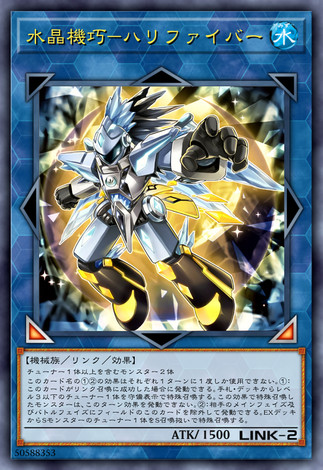 水晶機巧－ハリファイバー
水
【機械族／リンク／効果】
チューナー１体以上を含むモンスター２体
このカード名の①②の効果はそれぞれ１ターンに１度しか使用できない。①：
このカードがリンク召喚に成功した場合に発動できる。手札・デッキからレベ
ル３以下のチューナー１体を守備表示で特殊召喚する。この効果で特殊召喚し
たモンスターは、このターン、効果を発動できない。②：相手のメインフェイズ及
びバトルフェイズにフィールドのこのカードを除外して発動できる。EXデッキ
からSモンスターのチューナー１体をS召喚扱いで特殊召喚する。
ATK/ 1500 LINK-2
50588353